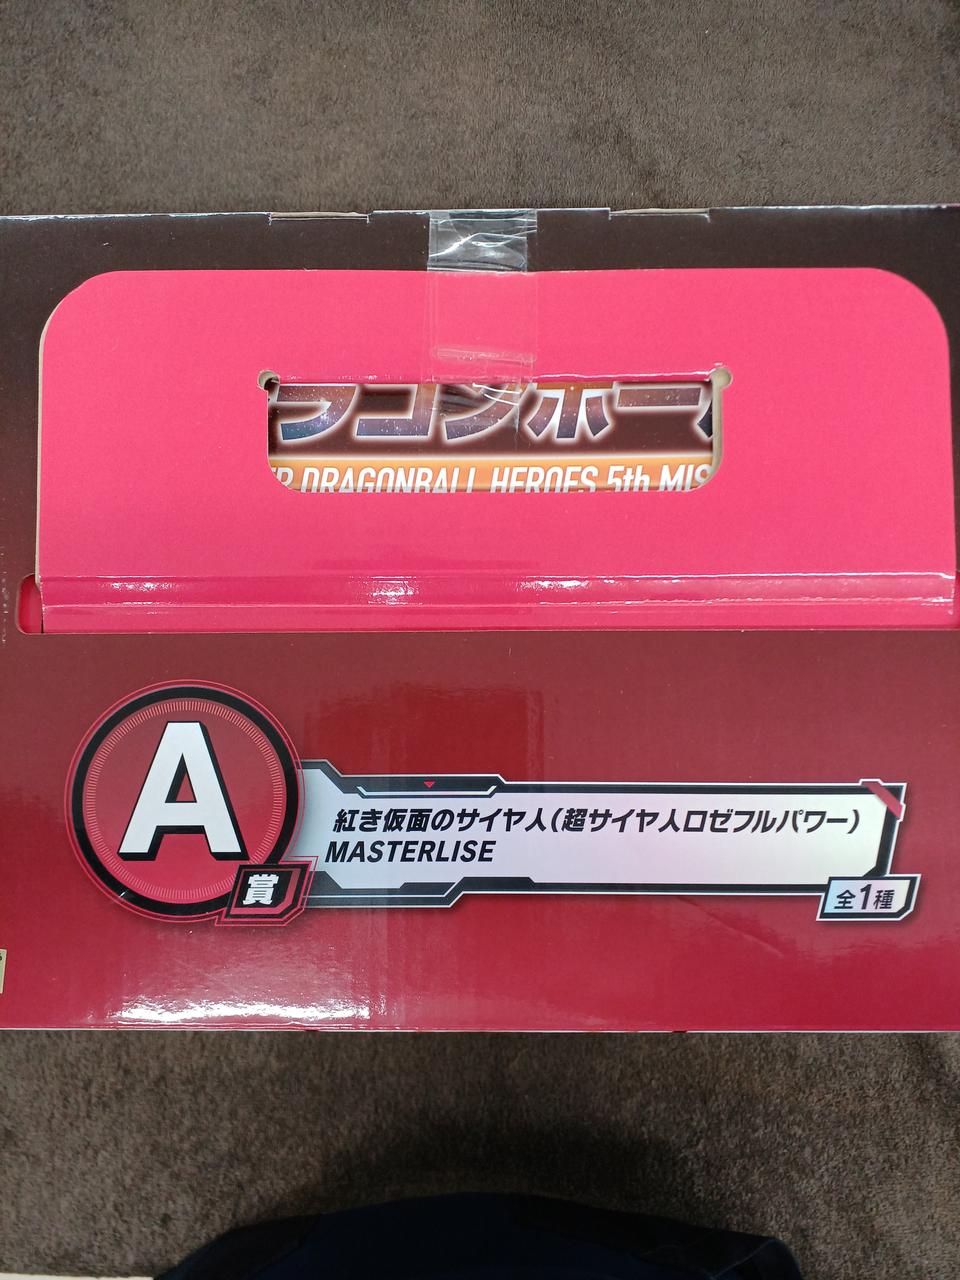 ラゴンボー
DRAGONBALL HEROES 5th MIS
A
賞
紅き仮面のサイヤ人(超サイヤ人ロゼフルパワー)
MASTERLISE
全1種